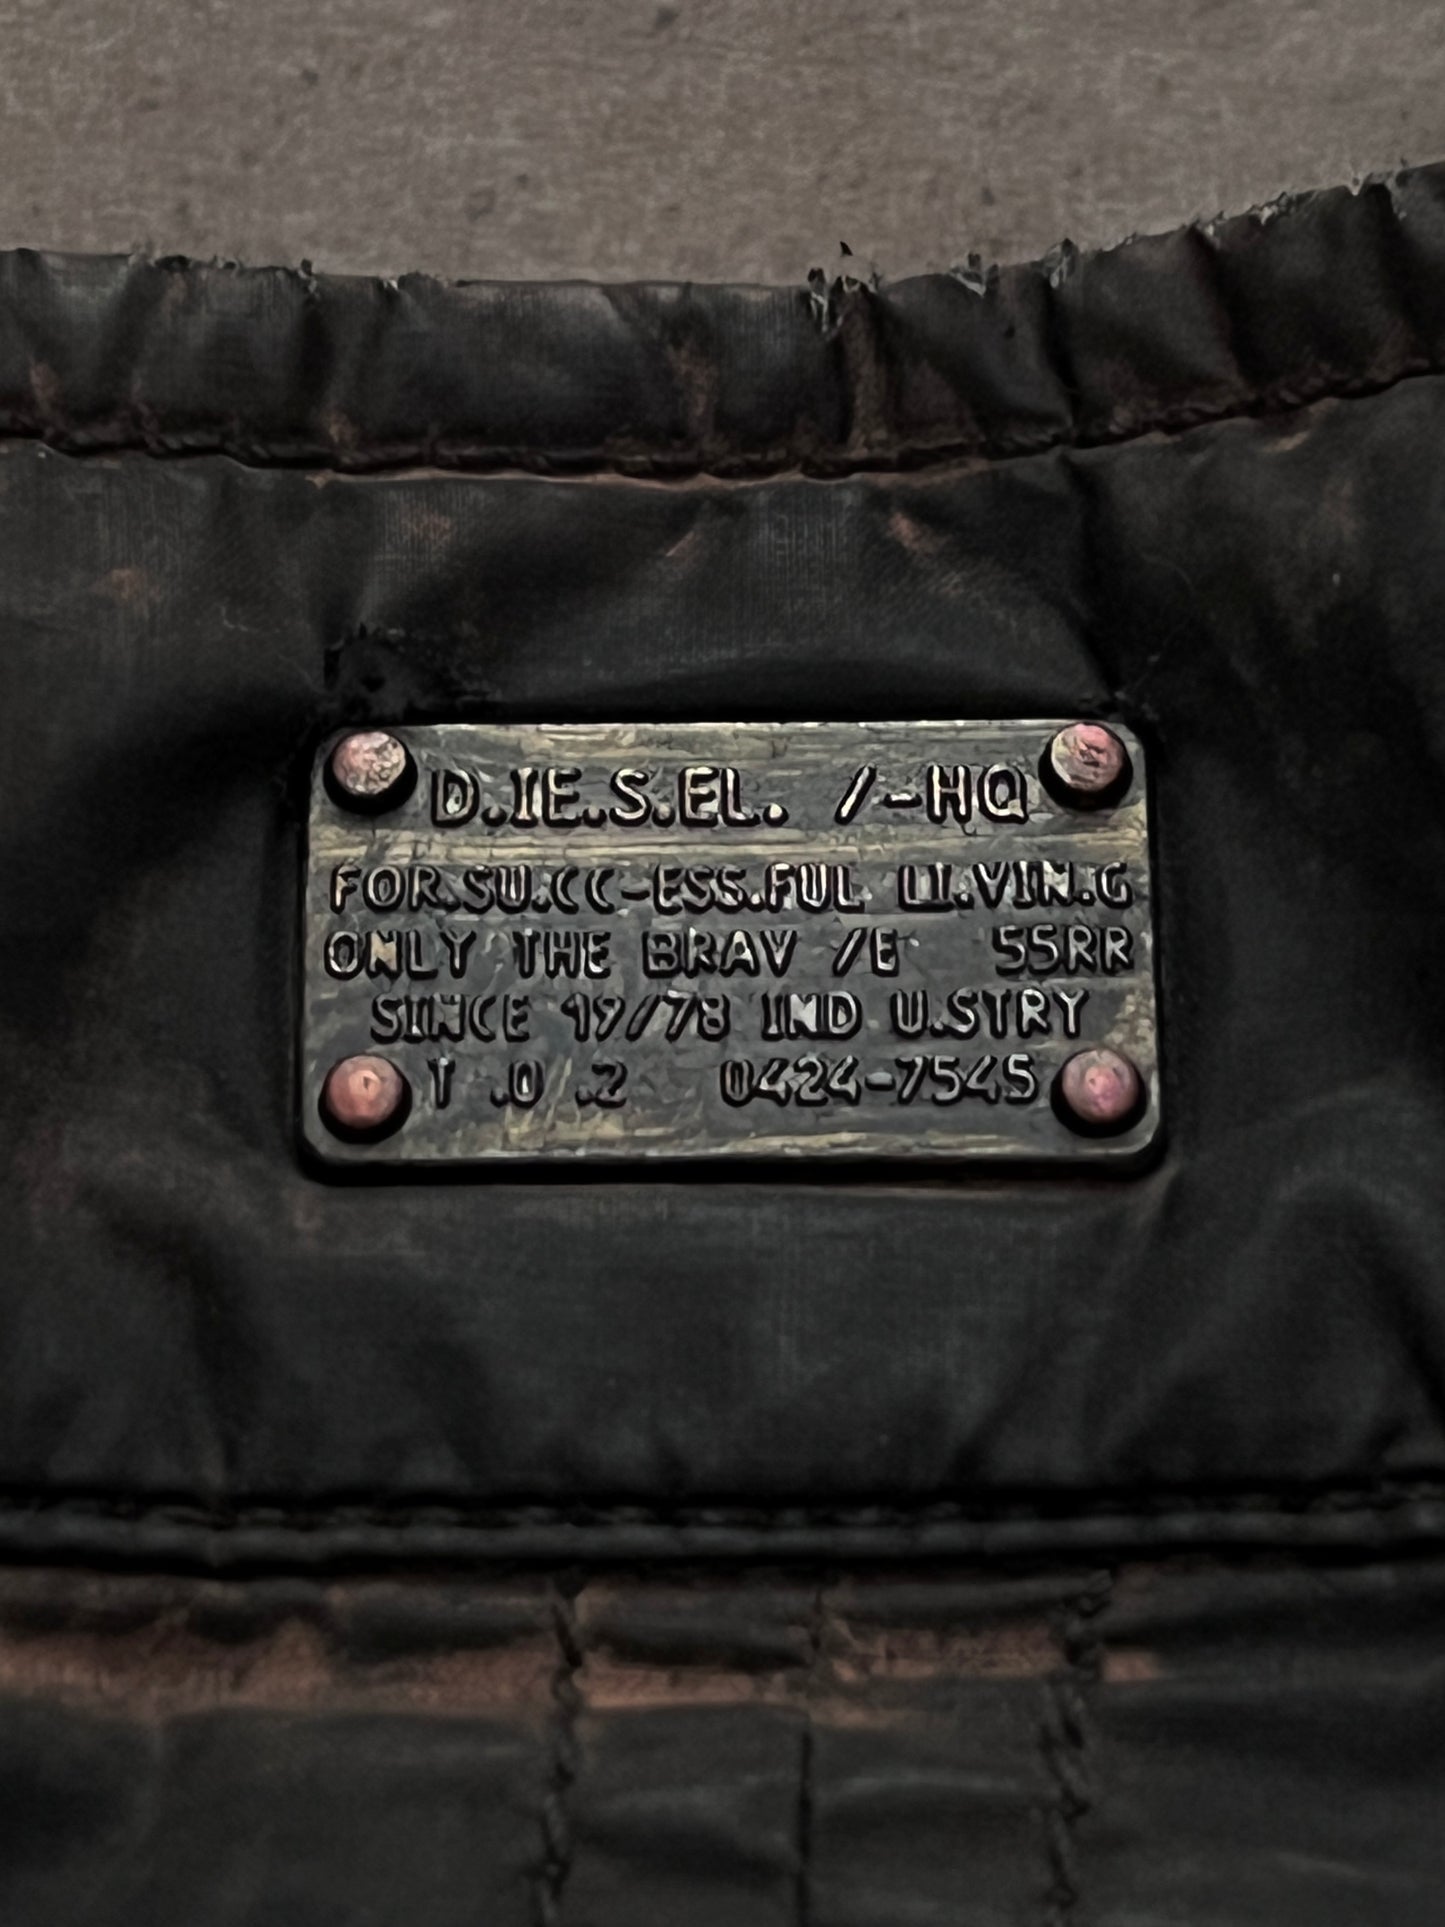 D.IE.S.EL. /-HQ
FOR.SU.CC-ESS.FUL LI.VIN.G
ONLY THE BRAV /E 55RR
SINCE 19/78 IND U.STRY
T .0 .2 0424-7545